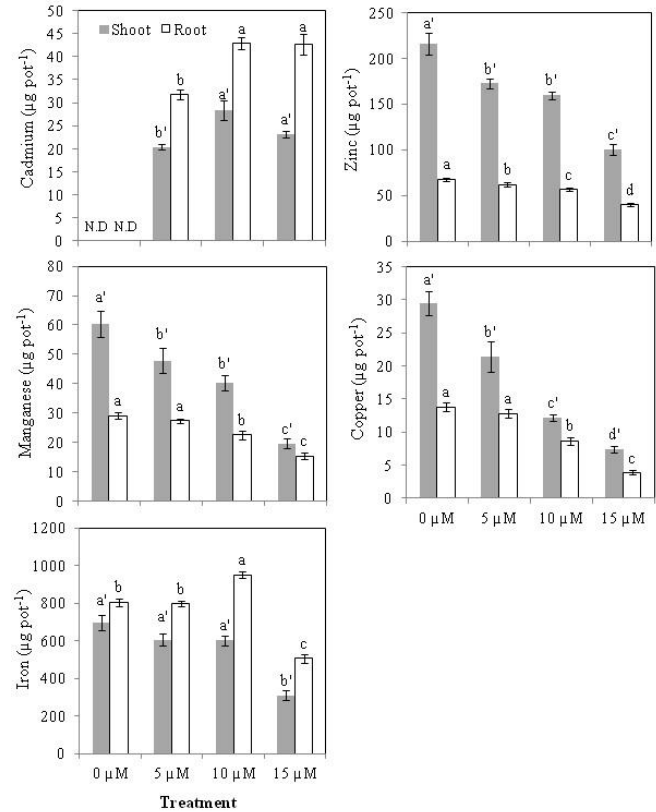 Shoot Root
Cadmium (µg pot⁻¹)
50
45
40
35
30
25
20
15
10
5
0
N.D N.D
b' b
a' a
a' a
Zinc (µg pot⁻¹)
250
200
150
100
50
0
a' a
b' b
b' c
c' d
Manganese (µg pot⁻¹)
80
70
60
50
40
30
20
10
0
a' a
b' a
b' b
c' c
Copper (µg pot⁻¹)
35
30
25
20
15
10
5
0
a' a
b' a
c' b
d' c
0 µM 5 µM 10 µM 15 µM
Iron (µg pot⁻¹)
1200
1000
800
600
400
200
0
a' b
a' b
a' a
b' c
0 µM 5 µM 10 µM 15 µM
Treatment